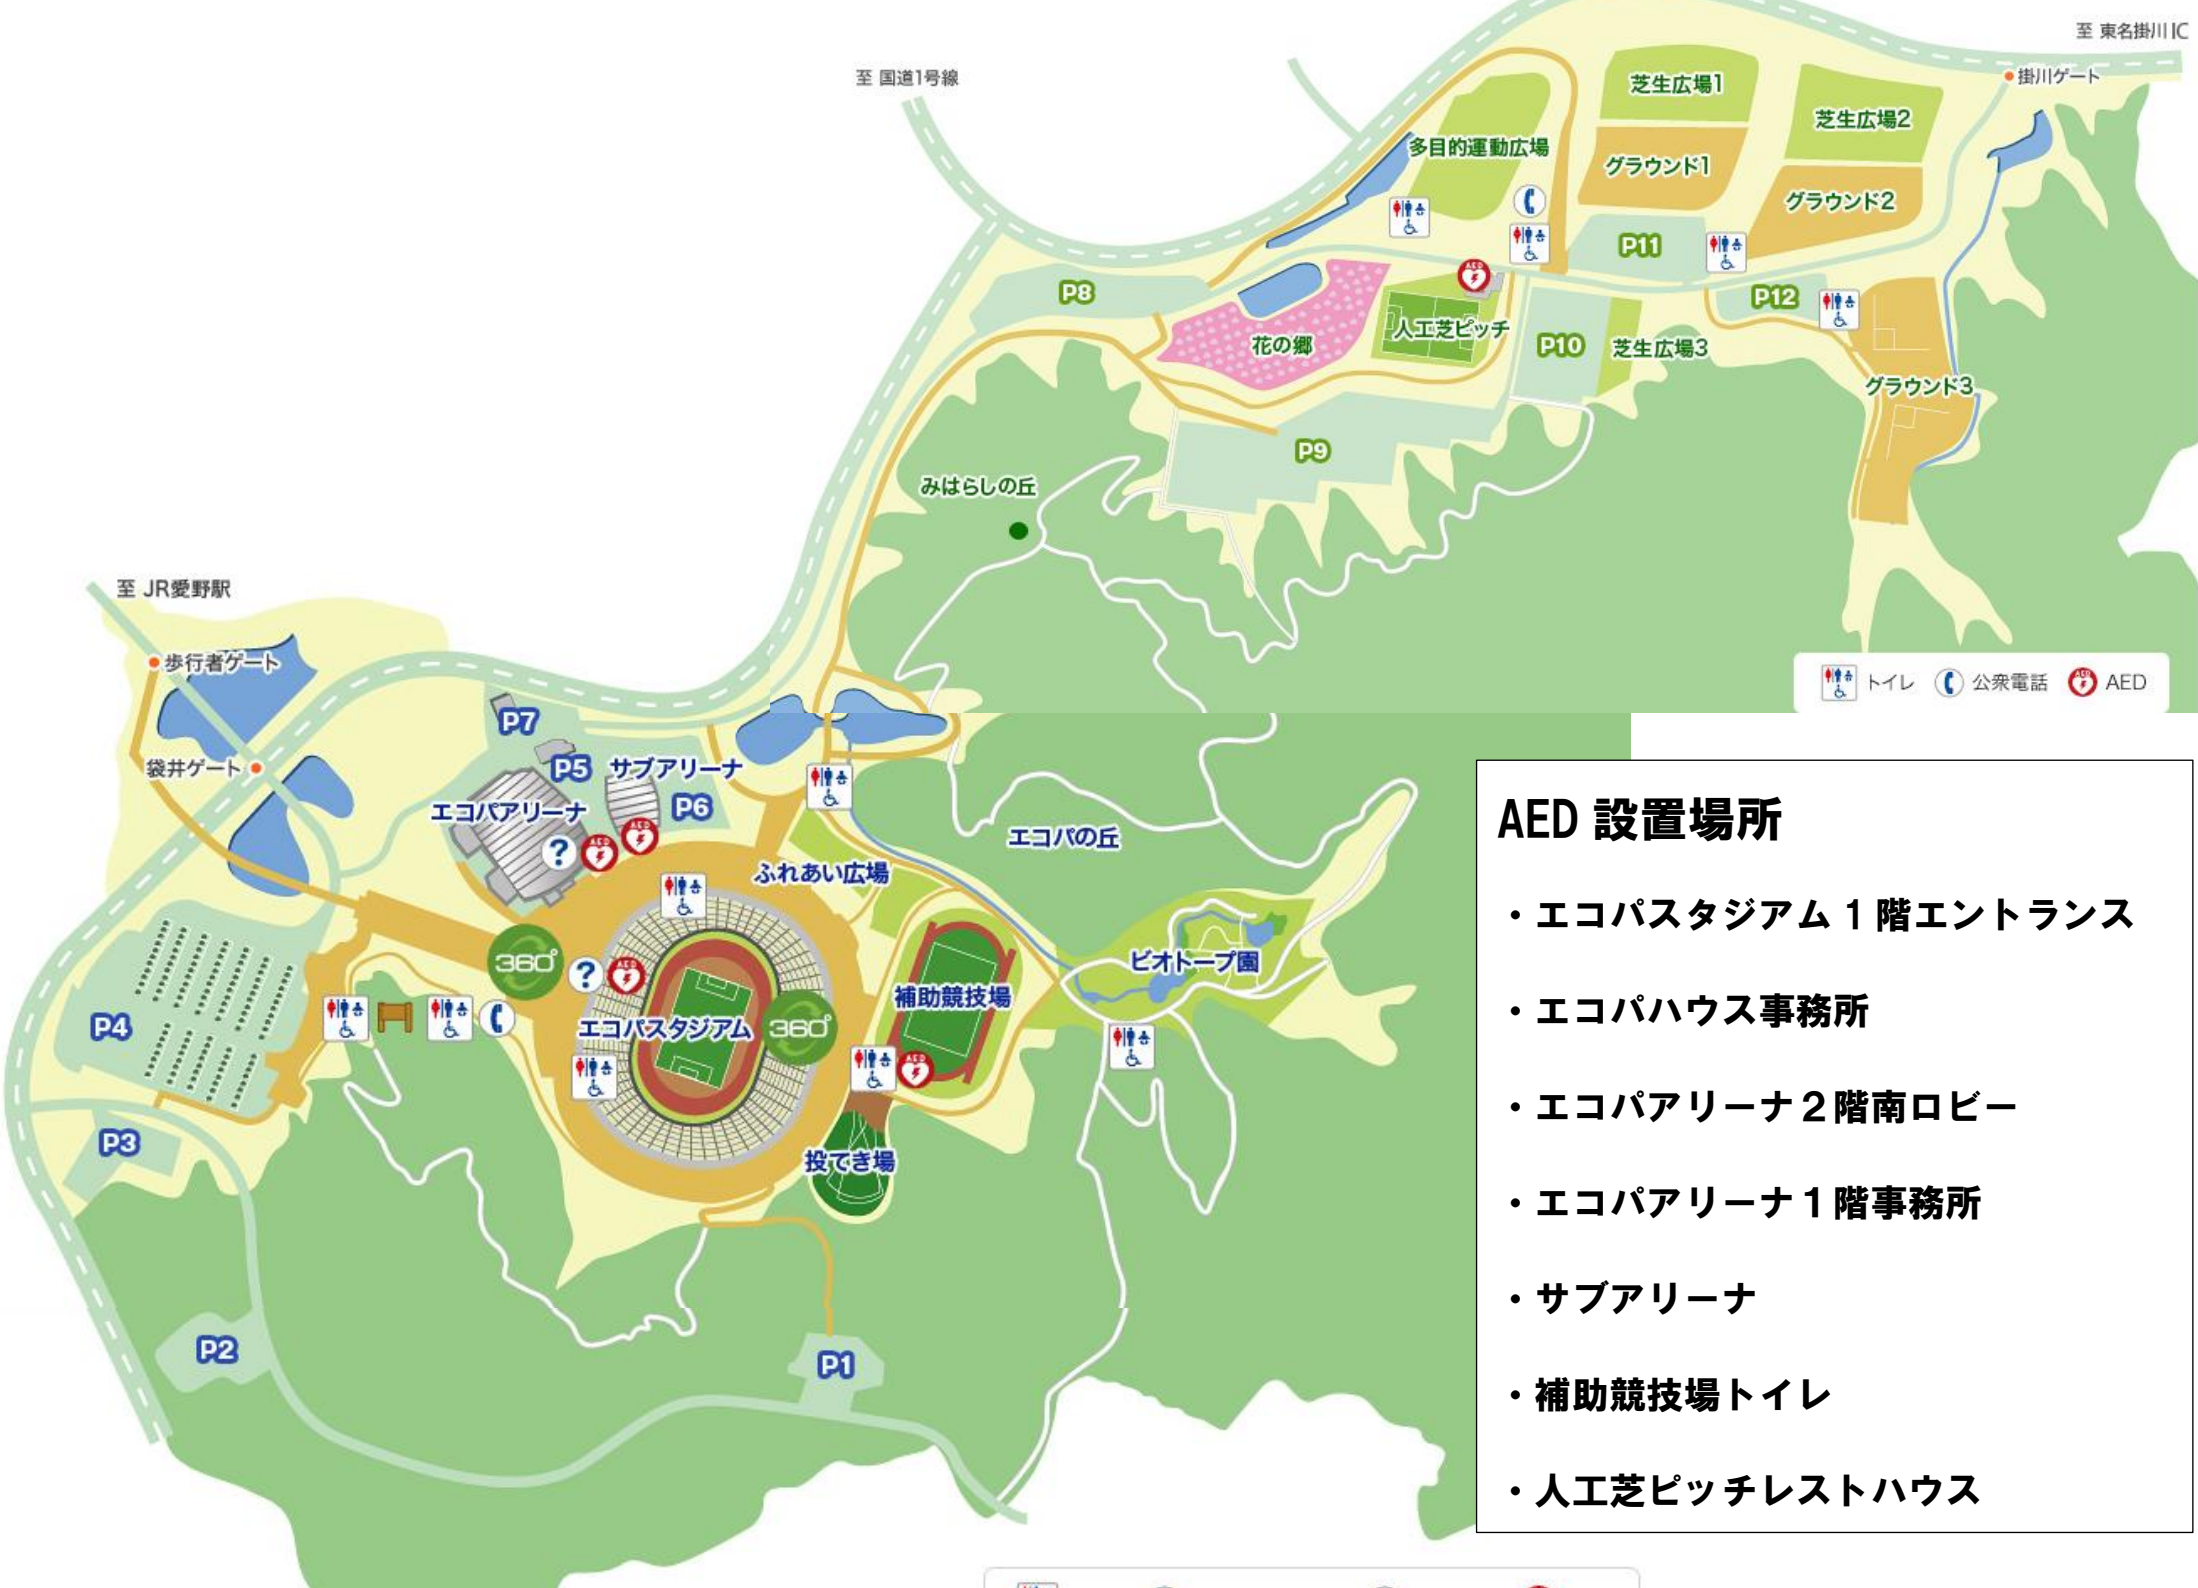 至 東名掛川IC
至 国道1号線
掛川ゲート
芝生広場1
芝生広場2
多目的運動広場
グラウンド1
グラウンド2
P11
P8
P12
人工芝ピッチ
花の郷
P10
芝生広場3
グラウンド3
P9
みはらしの丘
至 JR愛野駅
歩行者ゲート
トイレ 公衆電話 AED
P7
袋井ゲート
P5 サブアリーナ
P6
エコパアリーナ
エコパの丘
ふれあい広場
360°
ビオトープ園
補助競技場
P4
エコパスタジアム
360°
P3
投てき場
P2
P1
AED 設置場所
・エコパスタジアム1階エントランス
・エコパハウス事務所
・エコパアリーナ2階南ロビー
・エコパアリーナ1階事務所
・サブアリーナ
・補助競技場トイレ
・人工芝ピッチレストハウス